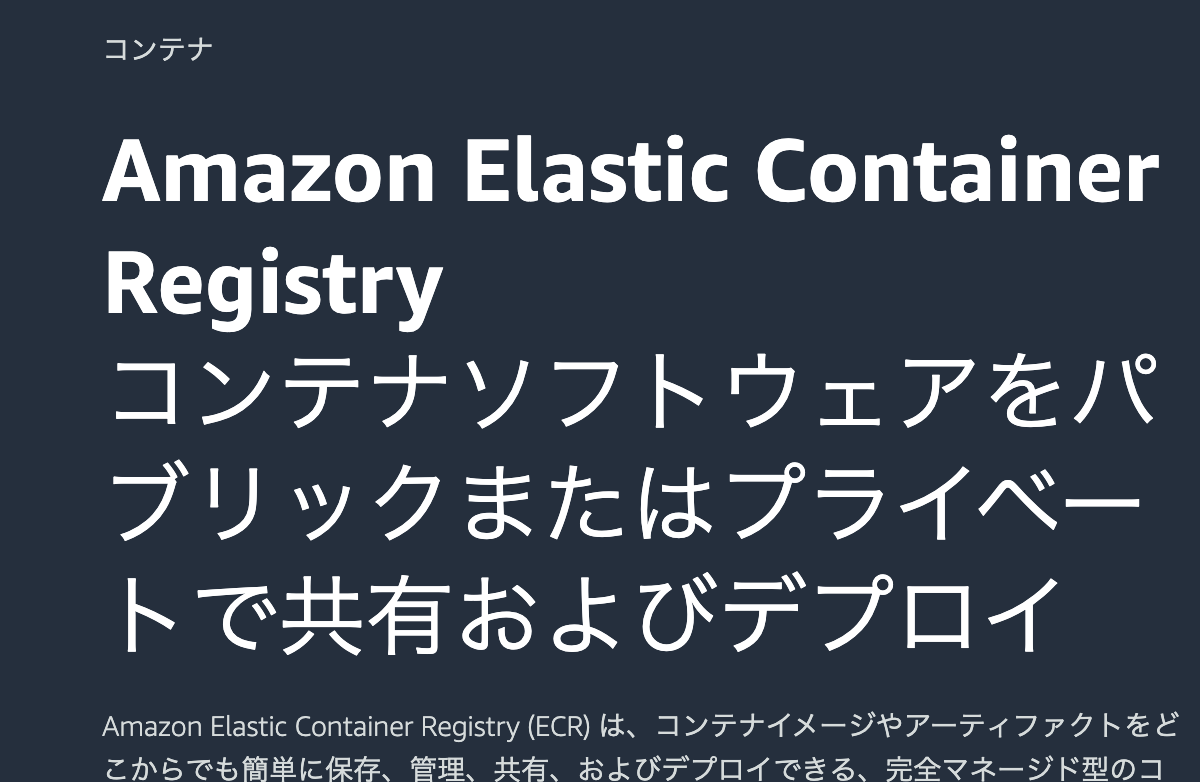 コンテナ
Amazon Elastic Container
Registry
コンテナソフトウェアをパ
ブリックまたはプライベー
トで共有およびデプロイ
Amazon Elastic Container Registry (ECR) は、コンテナイメージやアーティファクトをど
こからでも簡単に保存、管理、共有、およびデプロイできる、完全マネージド型のコ